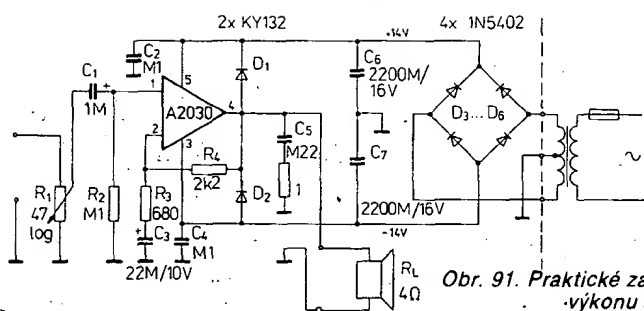 2x KY132
4x 1N5402
+14V
C2
M1
D1
C6
2200M/
16V
C1
+
1M
1
5
A2030
4
2
3
D3...D6
C5
M22
1
C7
R4
2k2
R1
47
log
R2
M1
R3
680
D2
2200M/16V
+
C3
22M/10V
C4
M1
-14V
RL
4Ω
~
Obr. 91. Praktické za
výkonu